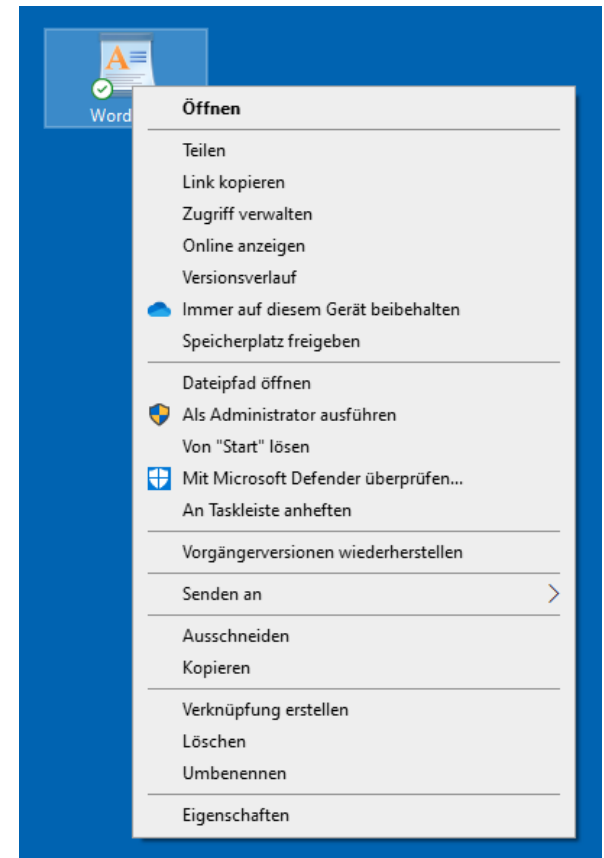 Word
Öffnen
Teilen
Link kopieren
Zugriff verwalten
Online anzeigen
Versionsverlauf
Immer auf diesem Gerät beibehalten
Speicherplatz freigeben
Dateipfad öffnen
Als Administrator ausführen
Von "Start" lösen
Mit Microsoft Defender überprüfen...
An Taskleiste anheften
Vorgängerversionen wiederherstellen
Senden an
Ausschneiden
Kopieren
Verknüpfung erstellen
Löschen
Umbenennen
Eigenschaften